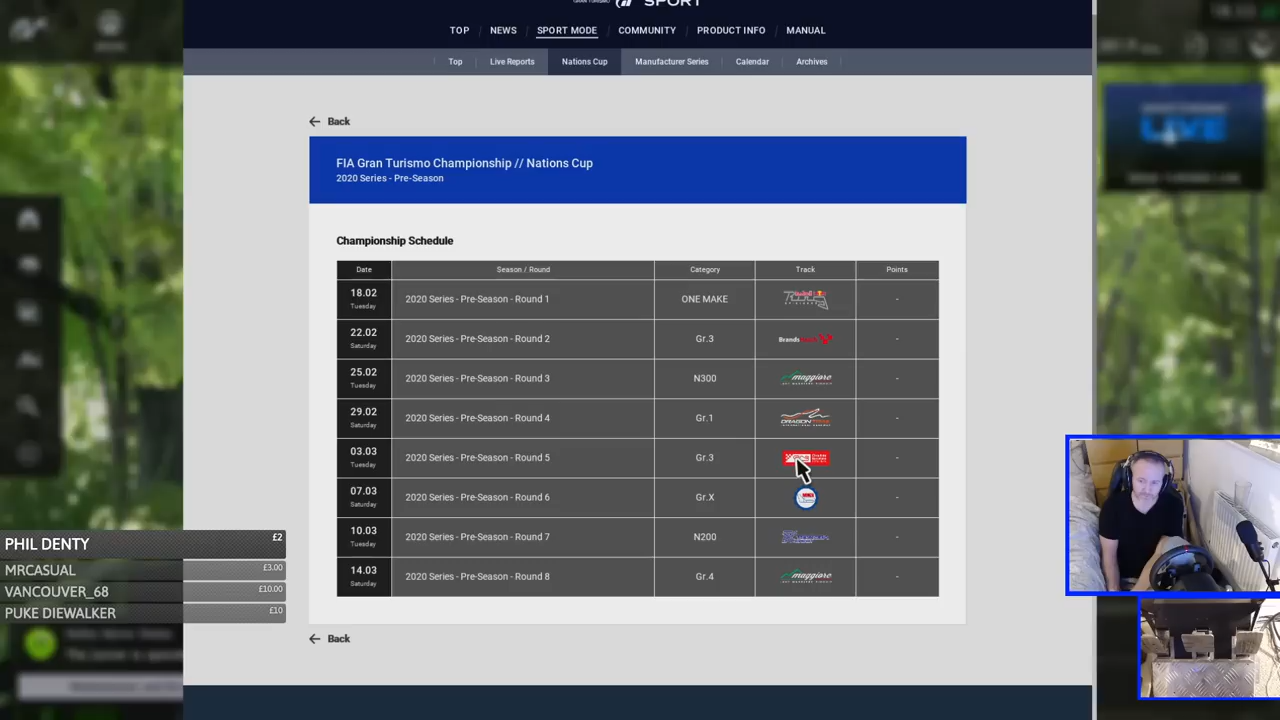 SPORT
TOP / NEWS / SPORT MODE / COMMUNITY / PRODUCT INFO / MANUAL
Top Live Reports Nations Cup Manufacturer Series Calendar Archives
← Back
FIA Gran Turismo Championship // Nations Cup
2020 Series - Pre-Season
Championship Schedule
Date Season / Round Category Track Points
18.02 Tuesday 2020 Series - Pre-Season - Round 1 ONE MAKE -
22.02 Saturday 2020 Series - Pre-Season - Round 2 Gr.3 Brands -
25.02 Tuesday 2020 Series - Pre-Season - Round 3 N300 Maggiore -
29.02 Saturday 2020 Series - Pre-Season - Round 4 Gr.1 DRAGON TRAIL -
03.03 Tuesday 2020 Series - Pre-Season - Round 5 Gr.3 -
07.03 Saturday 2020 Series - Pre-Season - Round 6 Gr.X -
10.03 Tuesday 2020 Series - Pre-Season - Round 7 N200 -
14.03 Saturday 2020 Series - Pre-Season - Round 8 Gr.4 Maggiore -
← Back
PHIL DENTY £2
MRCASUAL £3.00
VANCOUVER_68 £10.00
PUKE DIEWALKER £10
LIVE